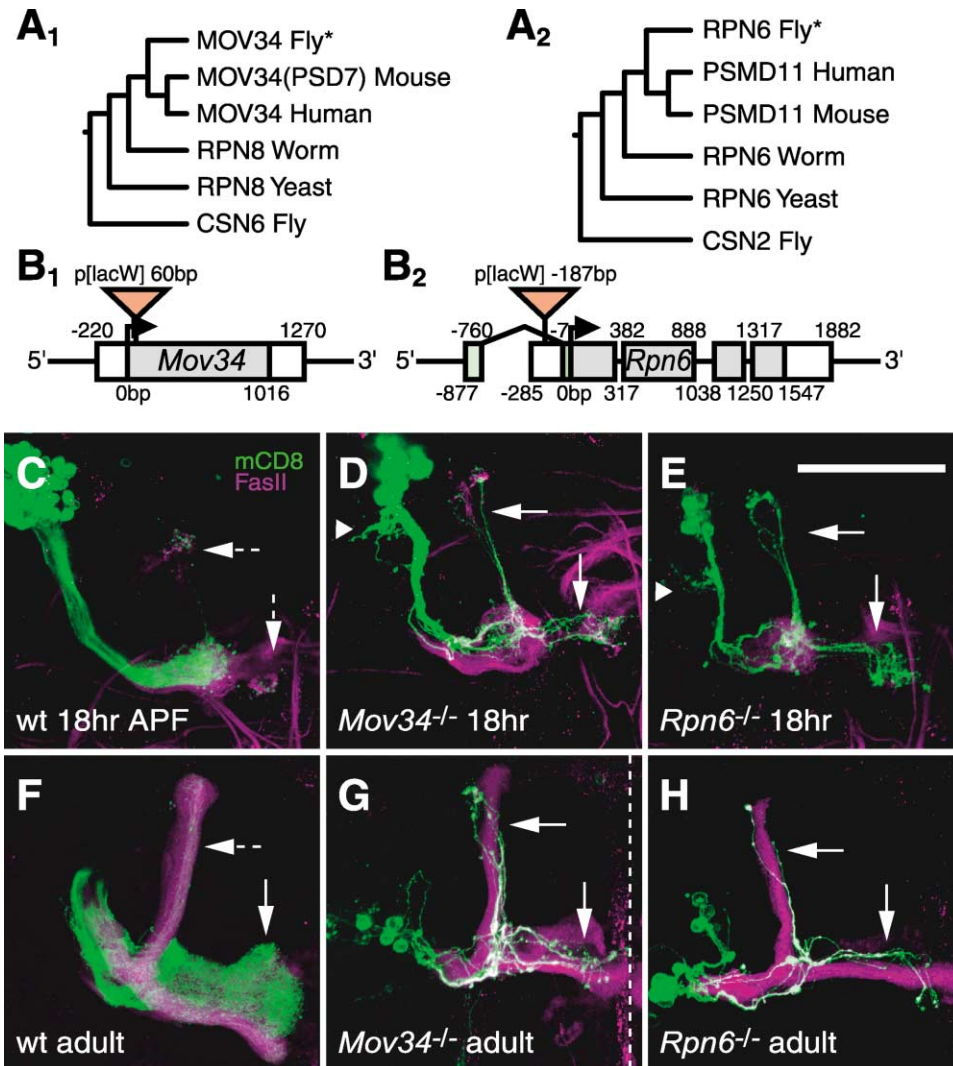 A1
MOV34 Fly*
MOV34(PSD7) Mouse
MOV34 Human
RPN8 Worm
RPN8 Yeast
CSN6 Fly
A2
RPN6 Fly*
PSMD11 Human
PSMD11 Mouse
RPN6 Worm
RPN6 Yeast
CSN2 Fly
B1
p[lacW] 60bp
-220 1270
5' Mov34 3'
0bp 1016
B2
p[lacW] -187bp
-760 -7 382 888 1317 1882
5' Rpn6 3'
-877 -285 0bp 317 1038 1250 1547
C
mCD8
FasII
wt 18hr APF
D
Mov34-/- 18hr
E
Rpn6-/- 18hr
F
wt adult
G
Mov34-/- adult
H
Rpn6-/- adult